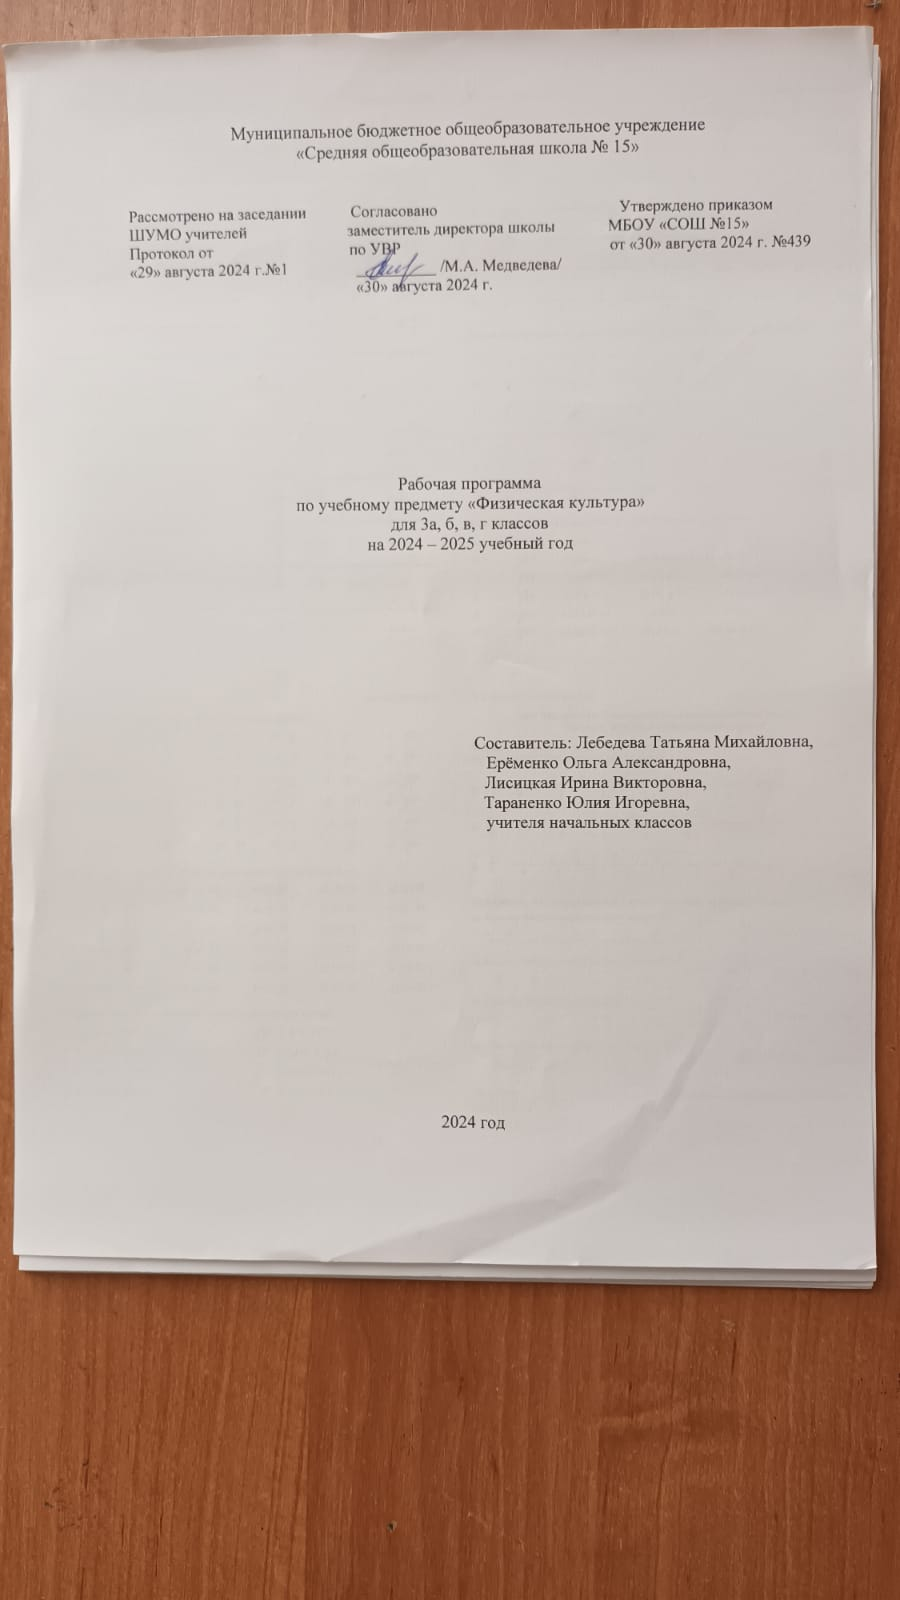 Муниципальное бюджетное общеобразовательное учреждение
«Средняя общеобразовательная школа № 15»
Рассмотрено на заседании
ШУМО учителей
Протокол от
«29» августа 2024 г.№1
Согласовано
заместитель директора школы
по УВР
/М.А. Медведева/
«30» августа 2024 г.
Утверждено приказом
МБОУ «СОШ №15»
от «30» августа 2024 г. №439
Рабочая программа
по учебному предмету «Физическая культура»
для 3а, б, в, г классов
на 2024 – 2025 учебный год
Составитель: Лебедева Татьяна Михайловна,
Ерёменко Ольга Александровна,
Лисицкая Ирина Викторовна,
Тараненко Юлия Игоревна,
учителя начальных классов
2024 год